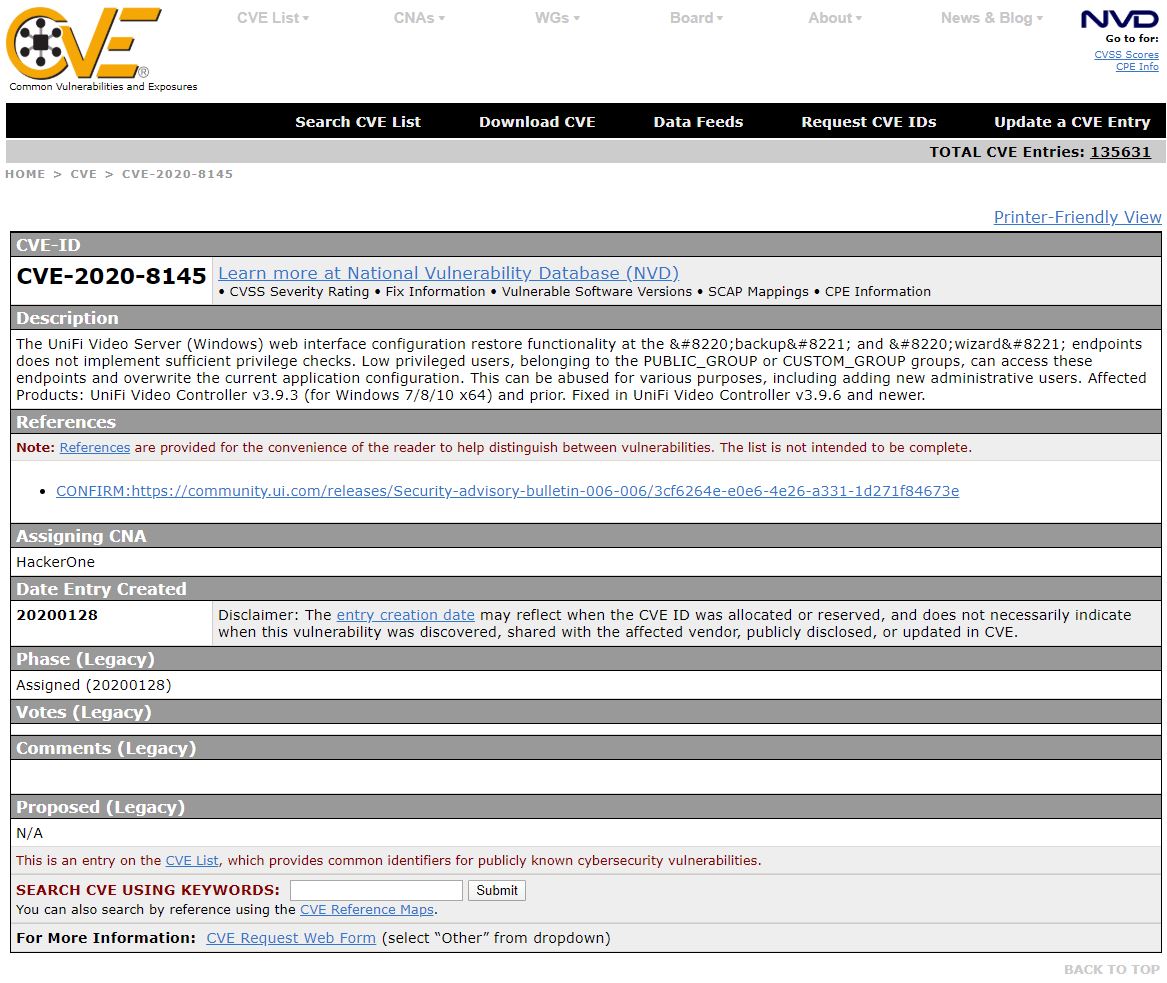 CVE®
Common Vulnerabilities and Exposures
CVE List▾ CNAs▾ WGs▾ Board▾ About▾ News & Blog▾
NVD
Go to for:
CVSS Scores
CPE Info
Search CVE List Download CVE Data Feeds Request CVE IDs Update a CVE Entry
TOTAL CVE Entries: 135631
HOME > CVE > CVE-2020-8145
Printer-Friendly View
CVE-ID
CVE-2020-8145 Learn more at National Vulnerability Database (NVD)
• CVSS Severity Rating • Fix Information • Vulnerable Software Versions • SCAP Mappings • CPE Information
Description
The UniFi Video Server (Windows) web interface configuration restore functionality at the &#8220;backup&#8221; and &#8220;wizard&#8221; endpoints
does not implement sufficient privilege checks. Low privileged users, belonging to the PUBLIC_GROUP or CUSTOM_GROUP groups, can access these
endpoints and overwrite the current application configuration. This can be abused for various purposes, including adding new administrative users. Affected
Products: UniFi Video Controller v3.9.3 (for Windows 7/8/10 x64) and prior. Fixed in UniFi Video Controller v3.9.6 and newer.
References
Note: References are provided for the convenience of the reader to help distinguish between vulnerabilities. The list is not intended to be complete.
• CONFIRM:https://community.ui.com/releases/Security-advisory-bulletin-006-006/3cf6264e-e0e6-4e26-a331-1d271f84673e
Assigning CNA
HackerOne
Date Entry Created
20200128 Disclaimer: The entry creation date may reflect when the CVE ID was allocated or reserved, and does not necessarily indicate
when this vulnerability was discovered, shared with the affected vendor, publicly disclosed, or updated in CVE.
Phase (Legacy)
Assigned (20200128)
Votes (Legacy)
Comments (Legacy)
Proposed (Legacy)
N/A
This is an entry on the CVE List, which provides common identifiers for publicly known cybersecurity vulnerabilities.
SEARCH CVE USING KEYWORDS: Submit
You can also search by reference using the CVE Reference Maps.
For More Information: CVE Request Web Form (select “Other” from dropdown)
BACK TO TOP